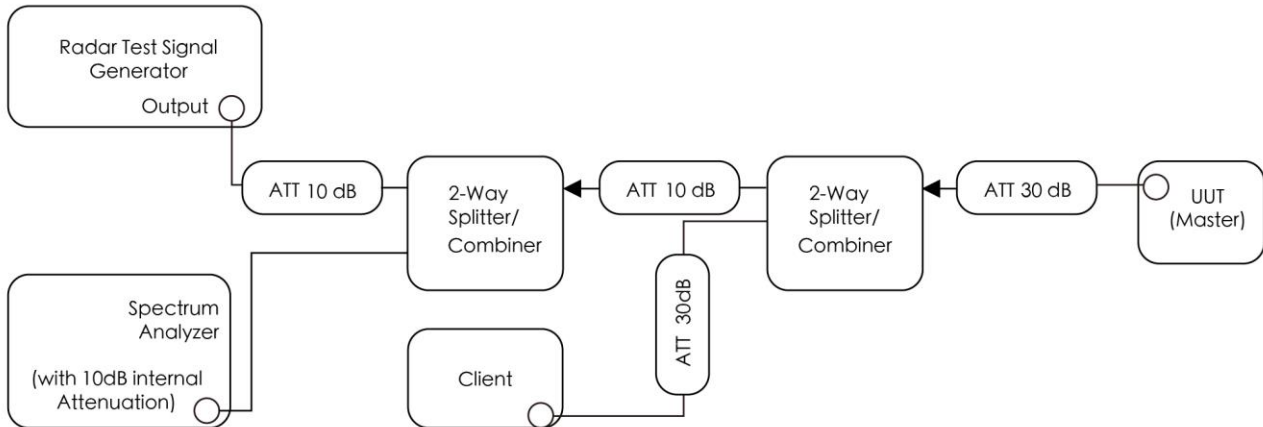 Radar Test Signal
Generator
Output
ATT 10 dB
2-Way
Splitter/
Combiner
ATT 10 dB
2-Way
Splitter/
Combiner
ATT 30 dB
UUT
(Master)
Spectrum
Analyzer
(with 10dB internal
Attenuation)
Client
ATT 30dB